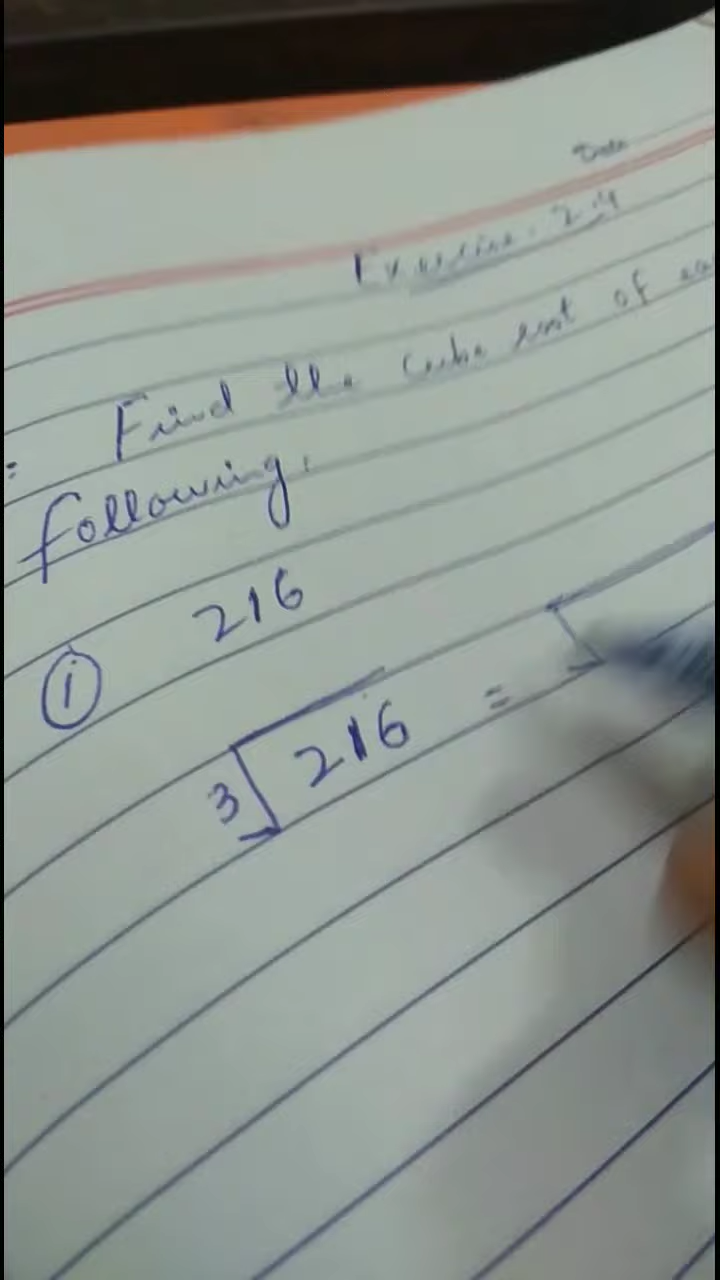 Date
Exercise. 2.4
Find the cube root of
following.
i 216
3√216 = √